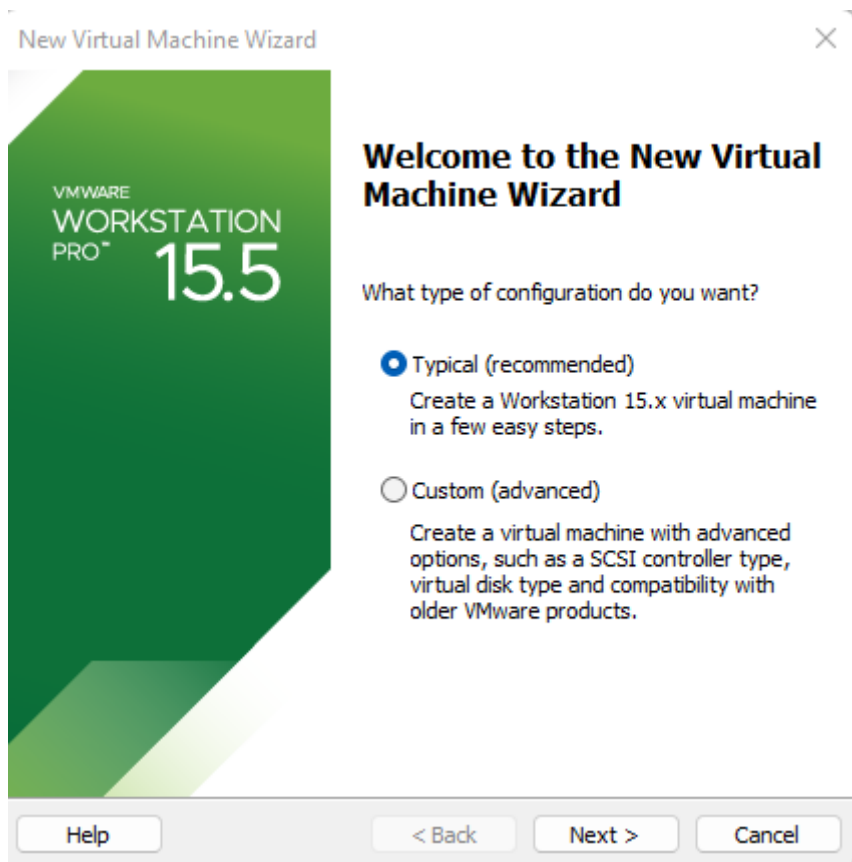 New Virtual Machine Wizard
VMWARE
WORKSTATION
PRO™ 15.5
Welcome to the New Virtual
Machine Wizard
What type of configuration do you want?
Typical (recommended)
Create a Workstation 15.x virtual machine
in a few easy steps.
Custom (advanced)
Create a virtual machine with advanced
options, such as a SCSI controller type,
virtual disk type and compatibility with
older VMware products.
Help
< Back
Next >
Cancel